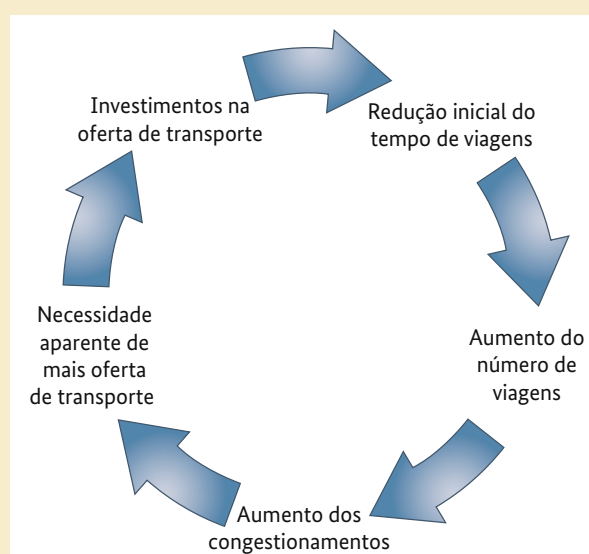 Investimentos na
oferta de transporte
Redução inicial do
tempo de viagens
Aumento do
número de
viagens
Aumento dos
congestionamentos
Necessidade
aparente de
mais oferta
de transporte